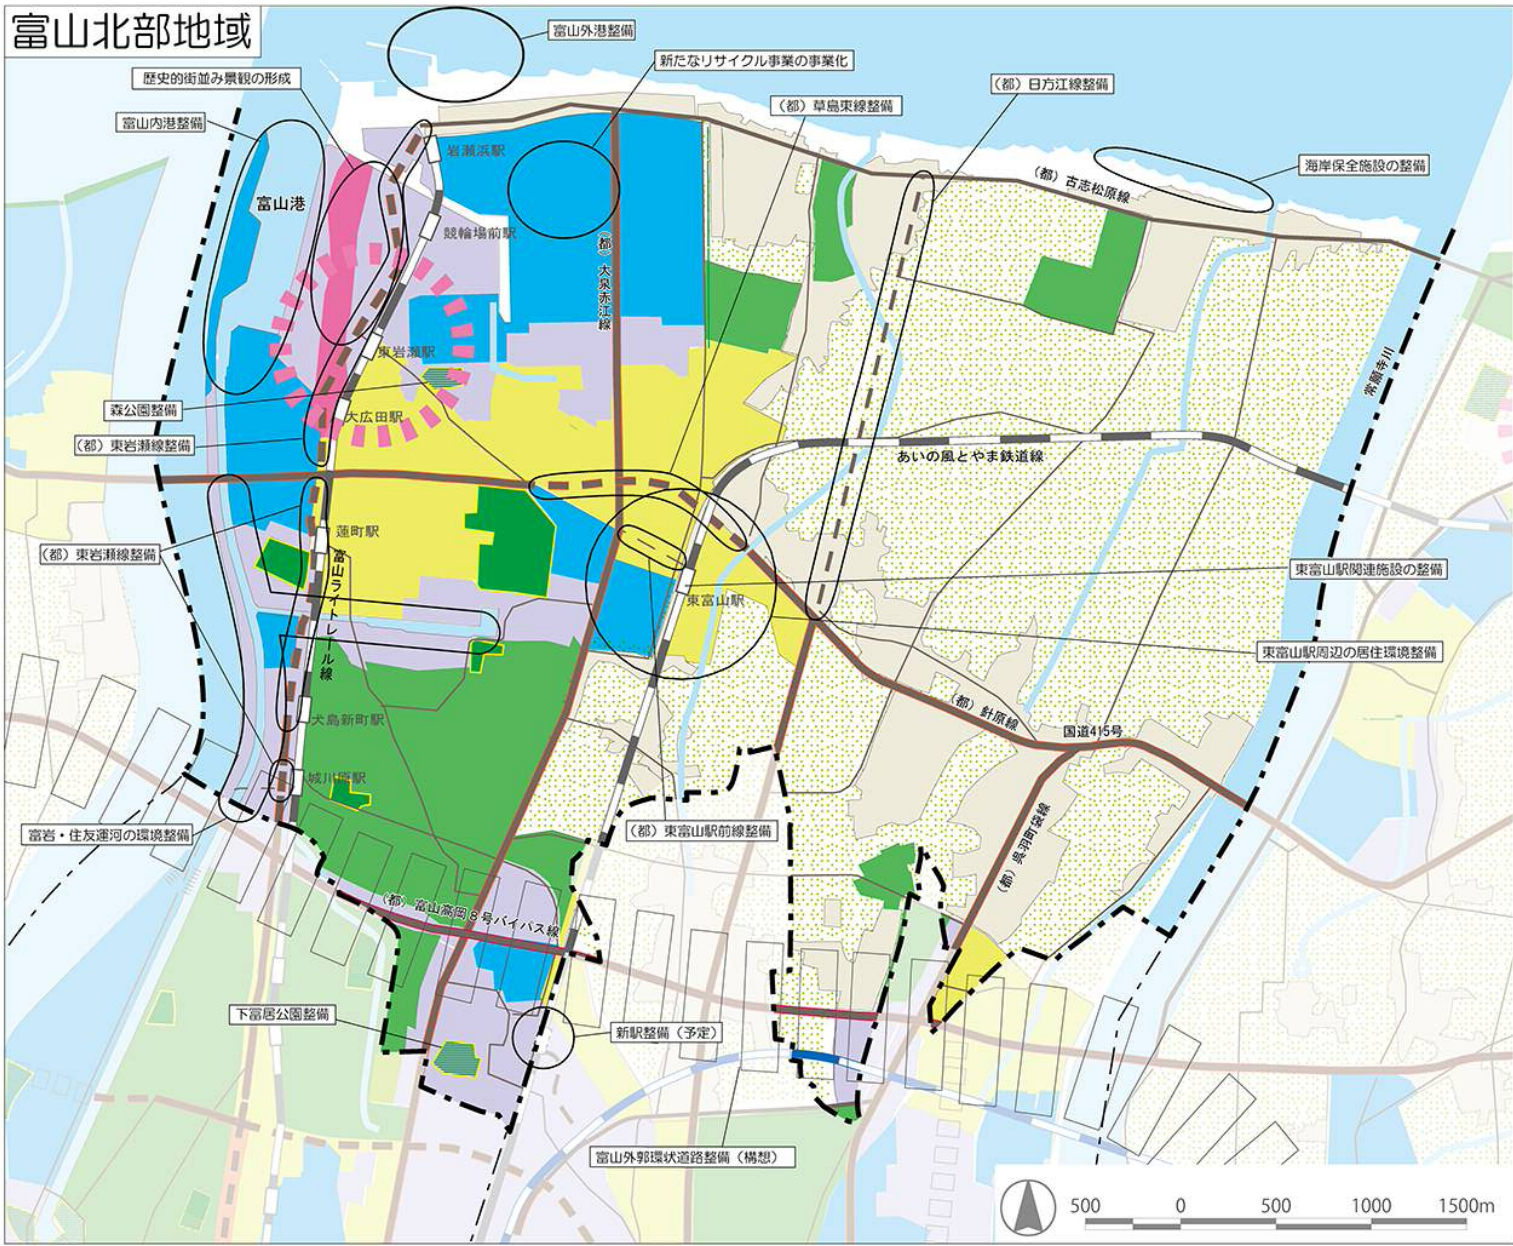 富山北部地域
富山外港整備
歴史的街並み景観の形成
新たなリサイクル事業の事業化
(都) 日方江線整備
(都) 草島東線整備
富山内港整備
岩瀬浜駅
海岸保全施設の整備
(都) 古志松原線
富山港
競輪場前駅
(都) 大泉赤江線
東岩瀬駅
常願寺川
森公園整備
大広田駅
(都) 東岩瀬線整備
あいの風とやま鉄道線
蓮町駅
(都) 東岩瀬線整備
富山ライトレール線
東富山駅関連施設の整備
東富山駅
東富山駅周辺の居住環境整備
犬島新町駅
(都) 針原線
国道415号
城川原駅
富岩・住友運河の環境整備
(都) 東富山駅前線整備
(都) 呉羽町袋線
(都) 富山高岡8号バイパス線
下冨居公園整備
新駅整備 (予定)
富山外郭環状道路整備 (構想)
500 0 500 1000 1500m